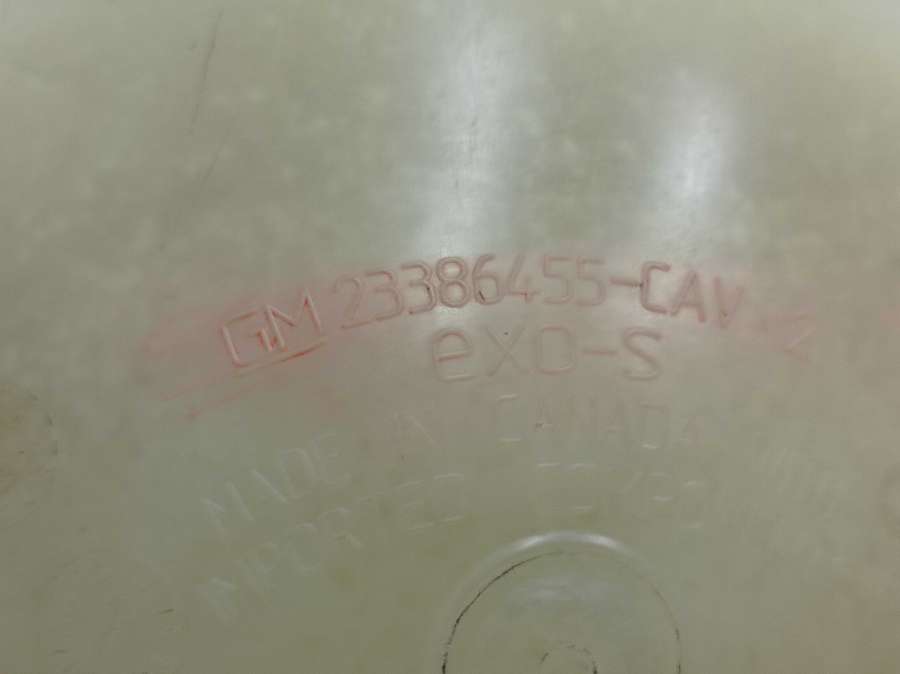 GM 23386455-CAV
exo-s
MADE IN CANADA
IMPORTED